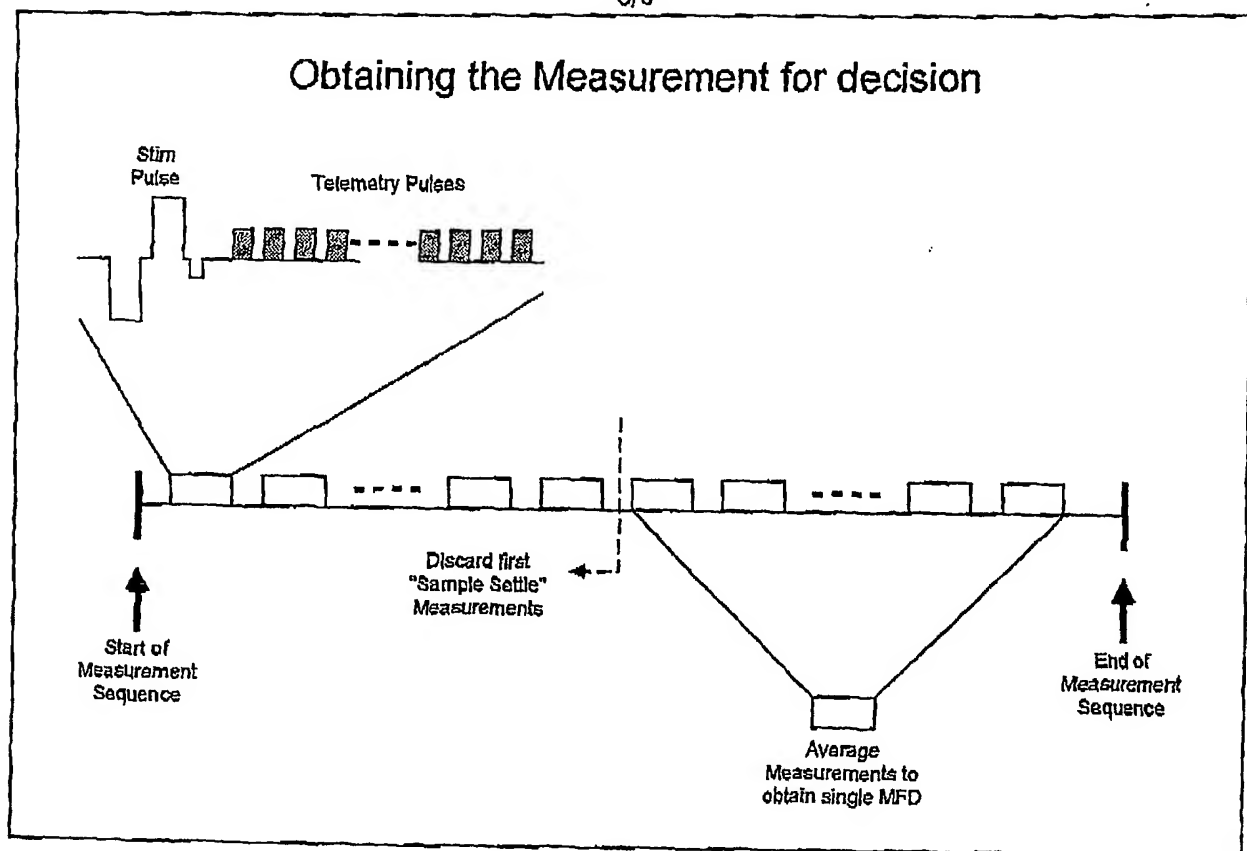 Obtaining the Measurement for decision
Stim
Pulse
Telemetry Pulses
Discard first
"Sample Settle"
Measurements
Start of
Measurement
Sequence
End of
Measurement
Sequence
Average
Measurements to
obtain single MFD